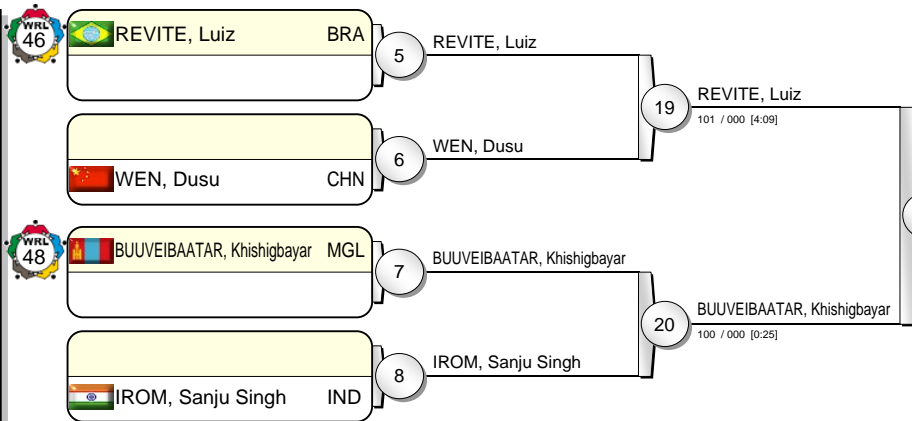 WRL
46
REVITE, Luiz BRA
5
REVITE, Luiz
19
REVITE, Luiz
101 / 000 [4:09]
6
WEN, Dusu
WEN, Dusu CHN
WRL
48
BUUVEIBAATAR, Khishigbayar MGL
7
BUUVEIBAATAR, Khishigbayar
20
BUUVEIBAATAR, Khishigbayar
100 / 000 [0:25]
8
IROM, Sanju Singh
IROM, Sanju Singh IND